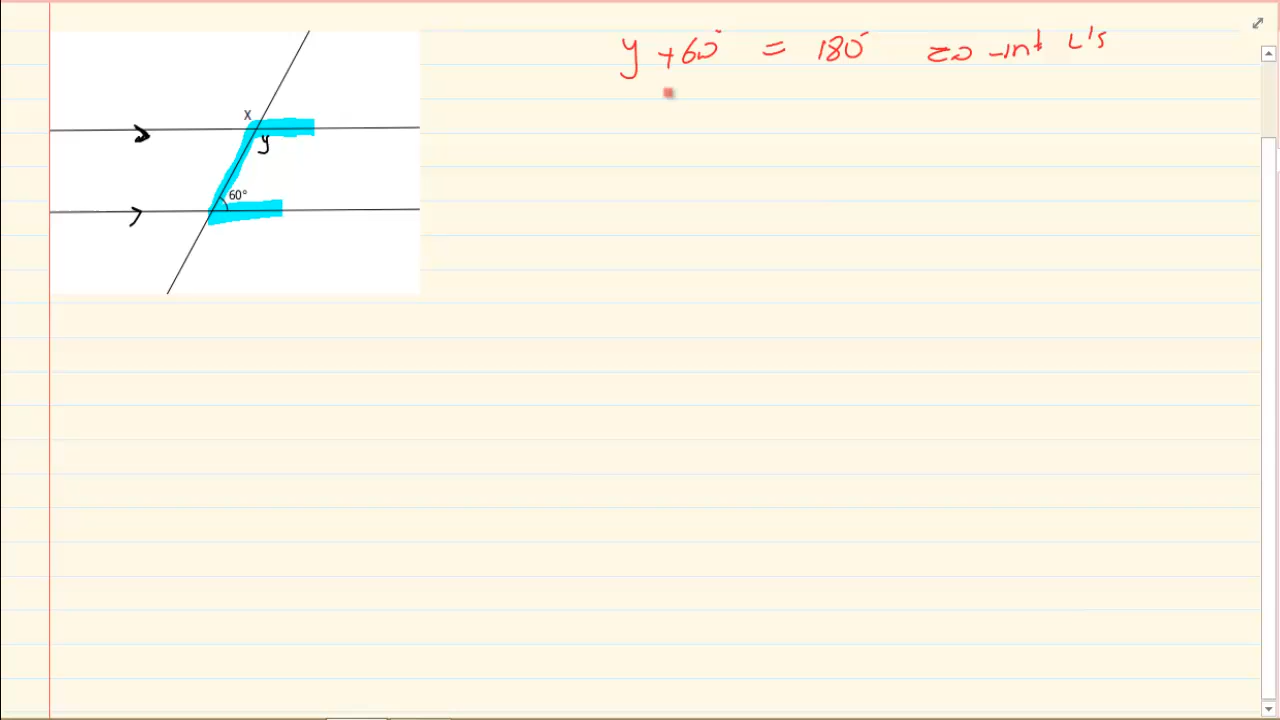 y + 60° = 180° co-int ∠'s
x
y
60°